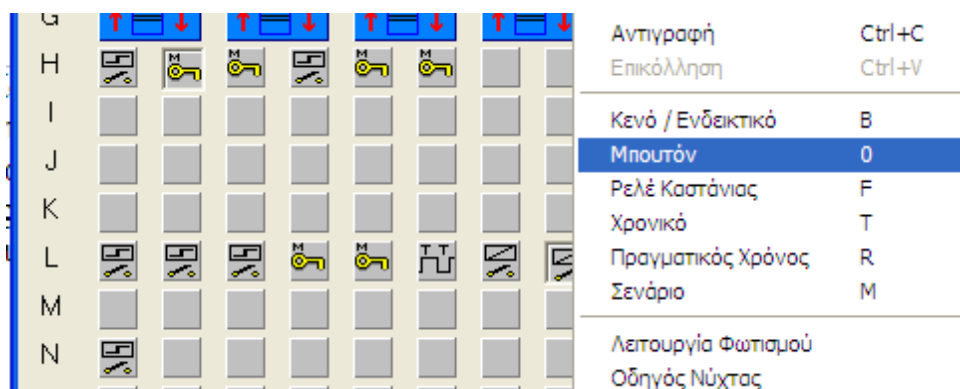 G
H M M M M
I
J
K
L M M T T
M
N
Αντιγραφή Ctrl+C
Επικόλληση Ctrl+V
Κενό / Ενδεικτικό B
Μπουτόν 0
Ρελέ Καστάνιας F
Χρονικό T
Πραγματικός Χρόνος R
Σενάριο M
Λειτουργία Φωτισμού
Οδηγός Νύχτας